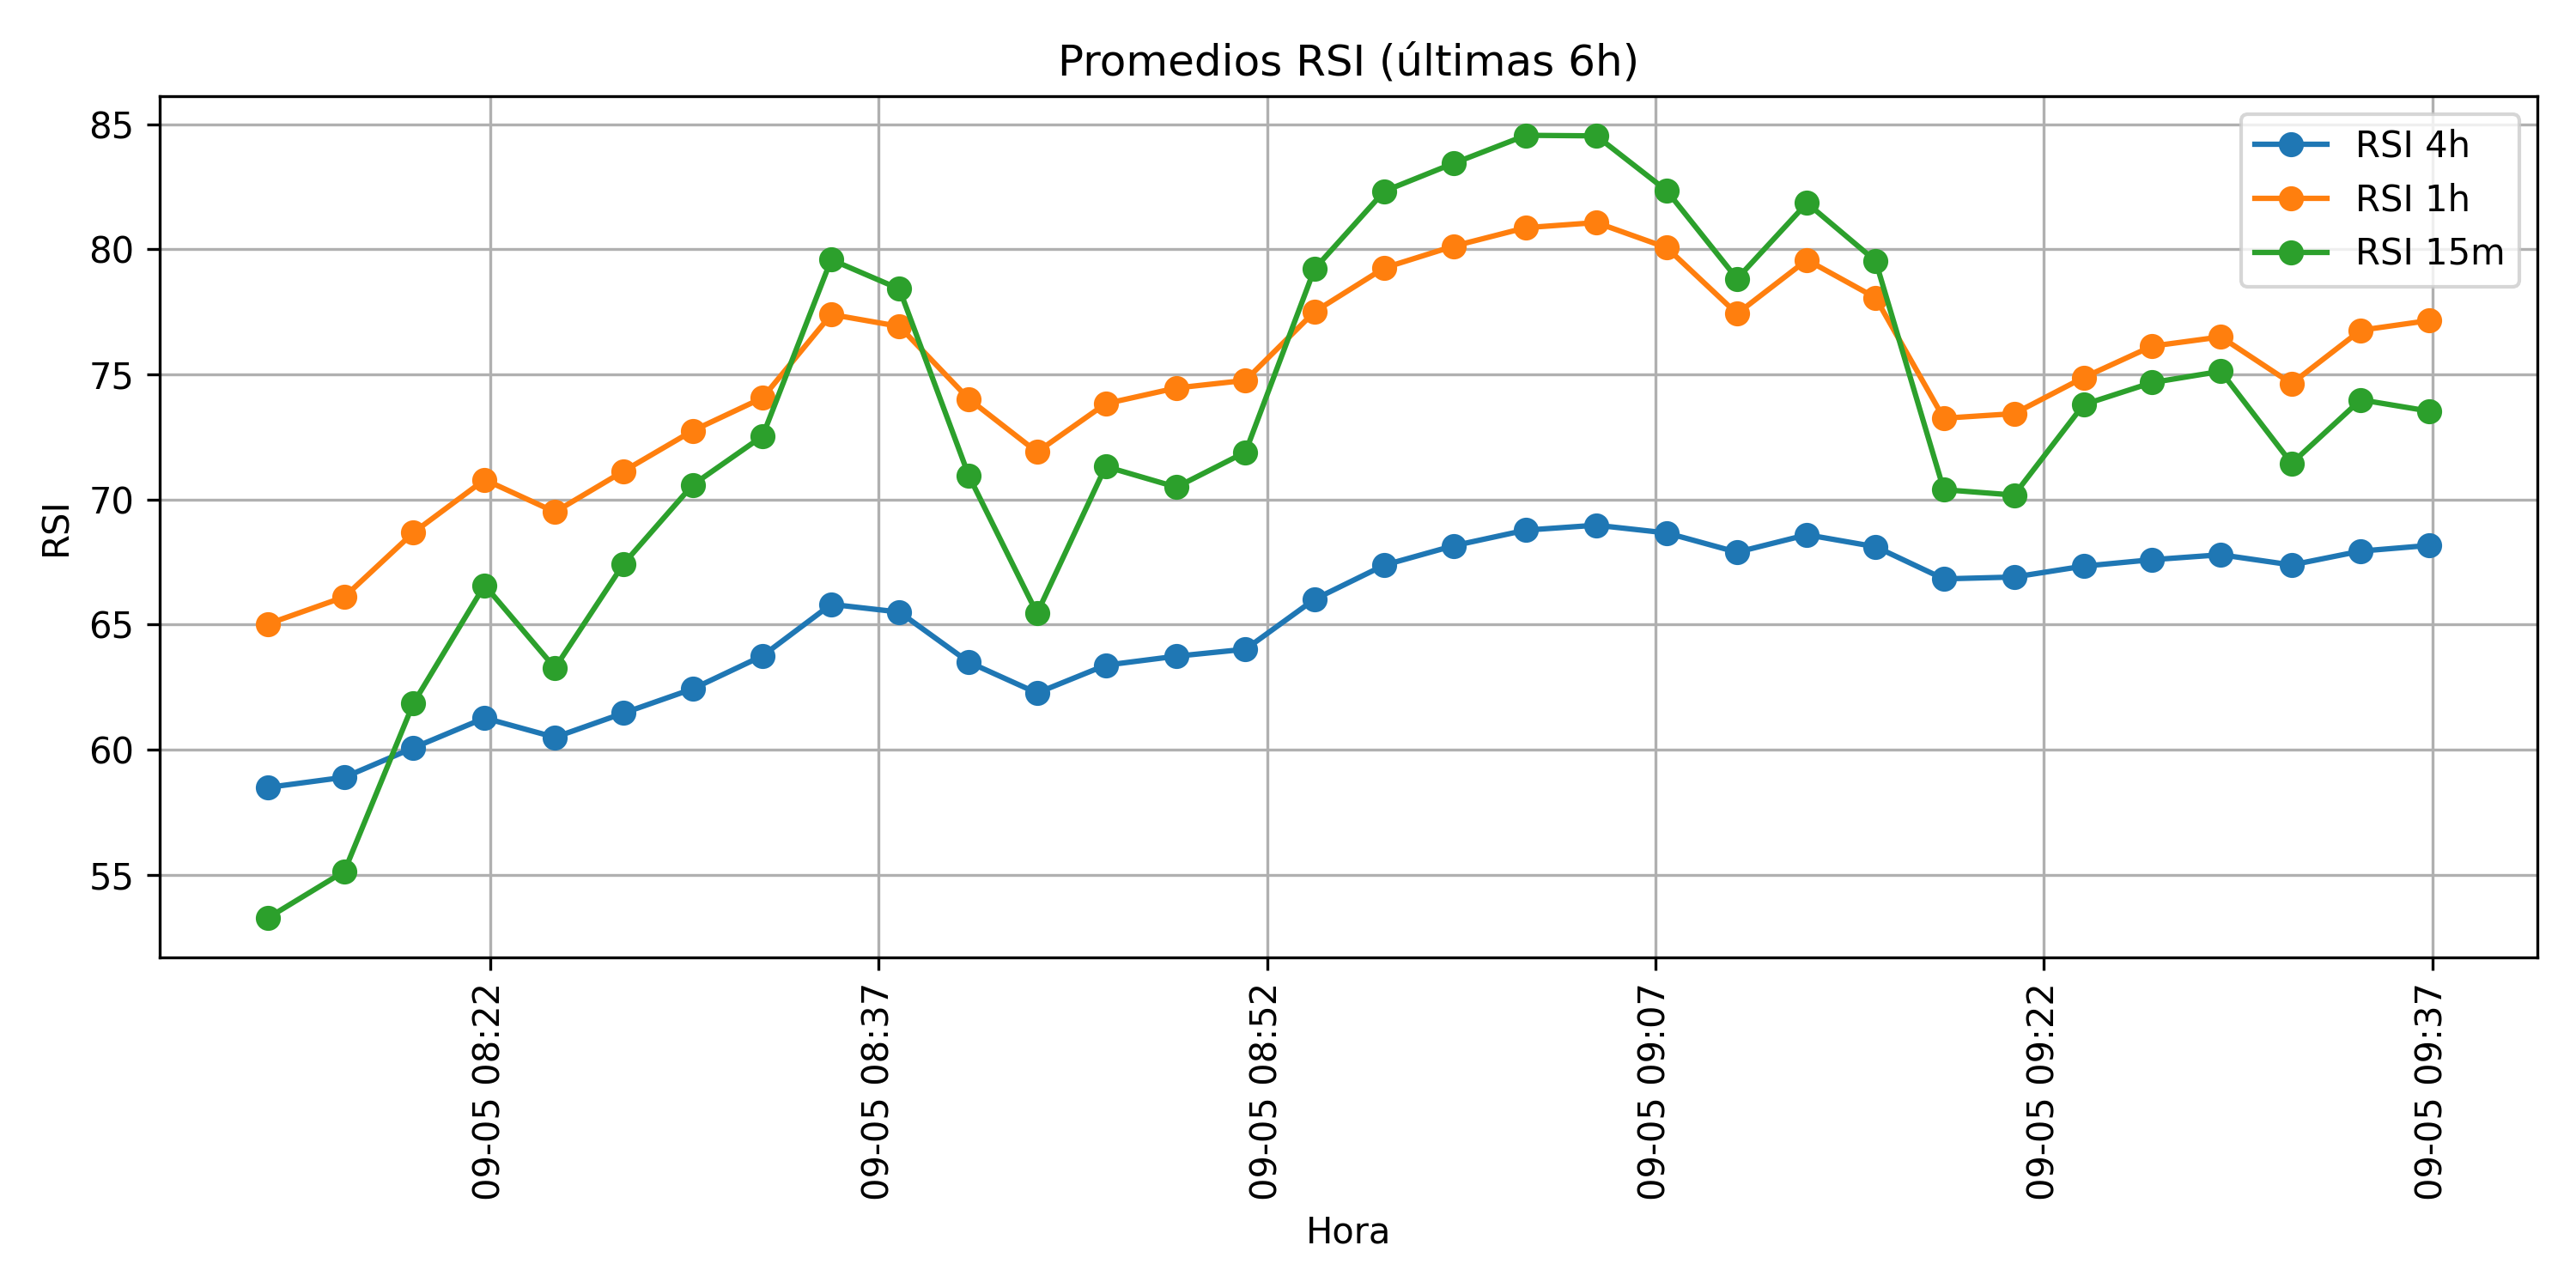 Promedios RSI (últimas 6h)
85
80
75
70
65
60
55
RSI
RSI 4h
RSI 1h
RSI 15m
09-05 08:22
09-05 08:37
09-05 08:52
09-05 09:07
09-05 09:22
09-05 09:37
Hora